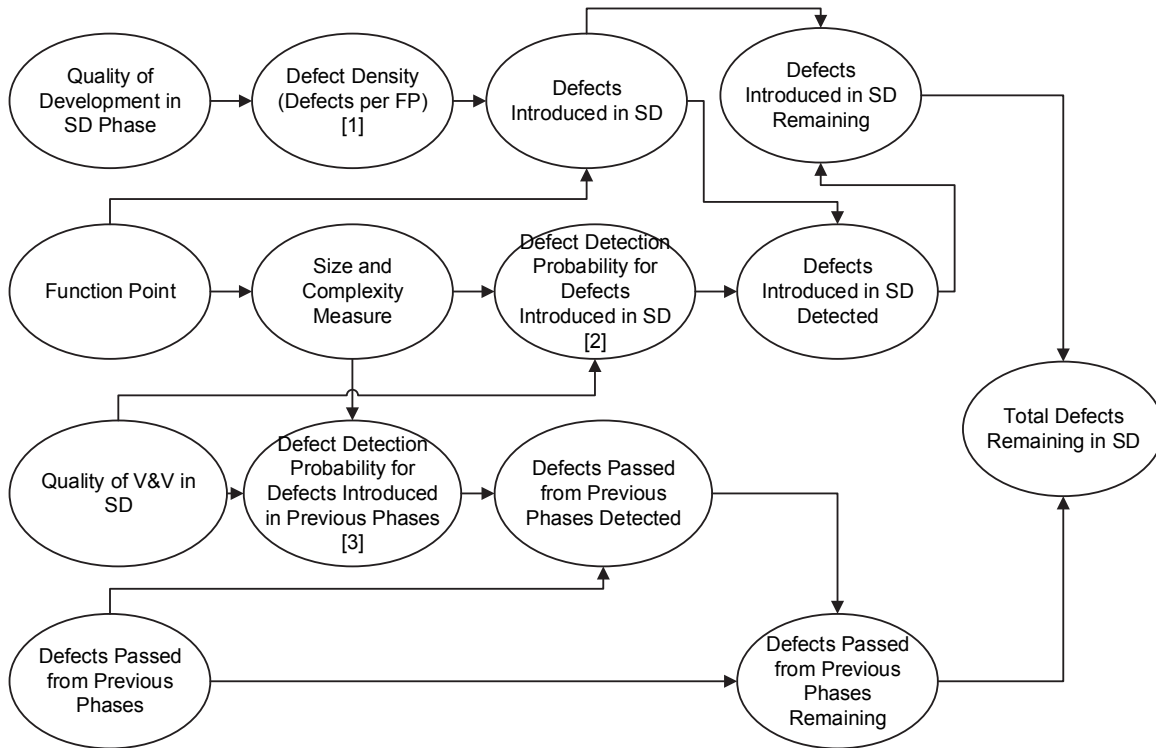 Quality of
Development in
SD Phase
Defect Density
(Defects per FP)
[1]
Defects
Introduced in SD
Defects
Introduced in SD
Remaining
Function Point
Size and
Complexity
Measure
Defect Detection
Probability for
Defects
Introduced in SD
[2]
Defects
Introduced in SD
Detected
Total Defects
Remaining in SD
Quality of V&V in
SD
Defect Detection
Probability for
Defects Introduced
in Previous Phases
[3]
Defects Passed
from Previous
Phases Detected
Defects Passed
from Previous
Phases
Defects Passed
from Previous
Phases
Remaining